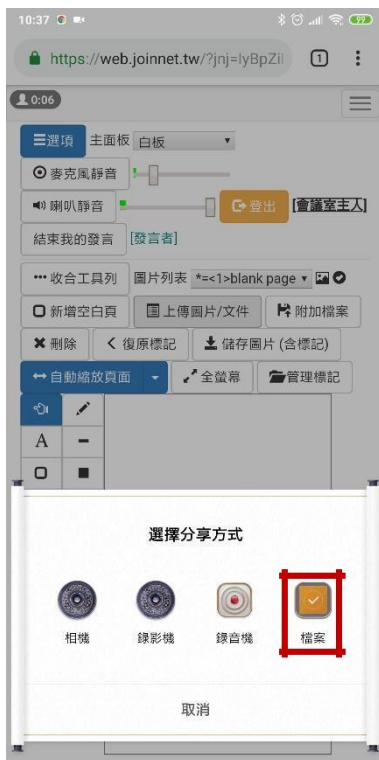 10:37 99
https://web.joinnet.tw/?jnj=IyBpZil 1
0:06
選項 主面板 白板
麥克風靜音
喇叭靜音 登出 [會議室主人]
結束我的發言 [發言者]
收合工具列 圖片列表 *=<1>blank page
新增空白頁 上傳圖片/文件 附加檔案
刪除 復原標記 儲存圖片 (含標記)
自動縮放頁面 全螢幕 管理標記
A
選擇分享方式
相機 錄影機 錄音機 檔案
取消